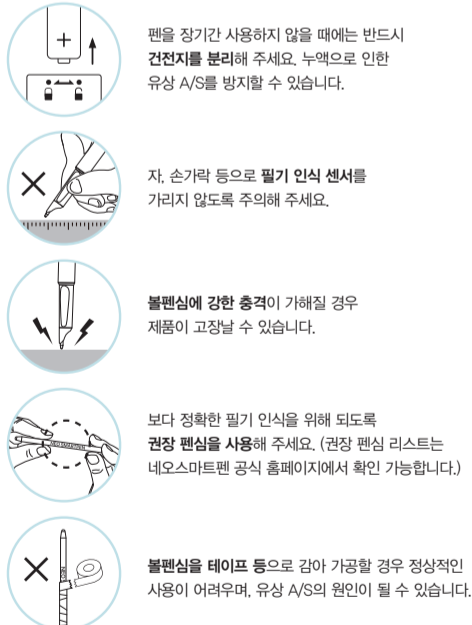 펜을 장기간 사용하지 않을 때에는 반드시
건전지를 분리해 주세요. 누액으로 인한
유상 A/S를 방지할 수 있습니다.
자, 손가락 등으로 필기 인식 센서를
가리지 않도록 주의해 주세요.
볼펜심에 강한 충격이 가해질 경우
제품이 고장날 수 있습니다.
보다 정확한 필기 인식을 위해 되도록
권장 펜심을 사용해 주세요. (권장 펜심 리스트는
네오스마트펜 공식 홈페이지에서 확인 가능합니다.)
볼펜심을 테이프 등으로 감아 가공할 경우 정상적인
사용이 어려우며, 유상 A/S의 원인이 될 수 있습니다.